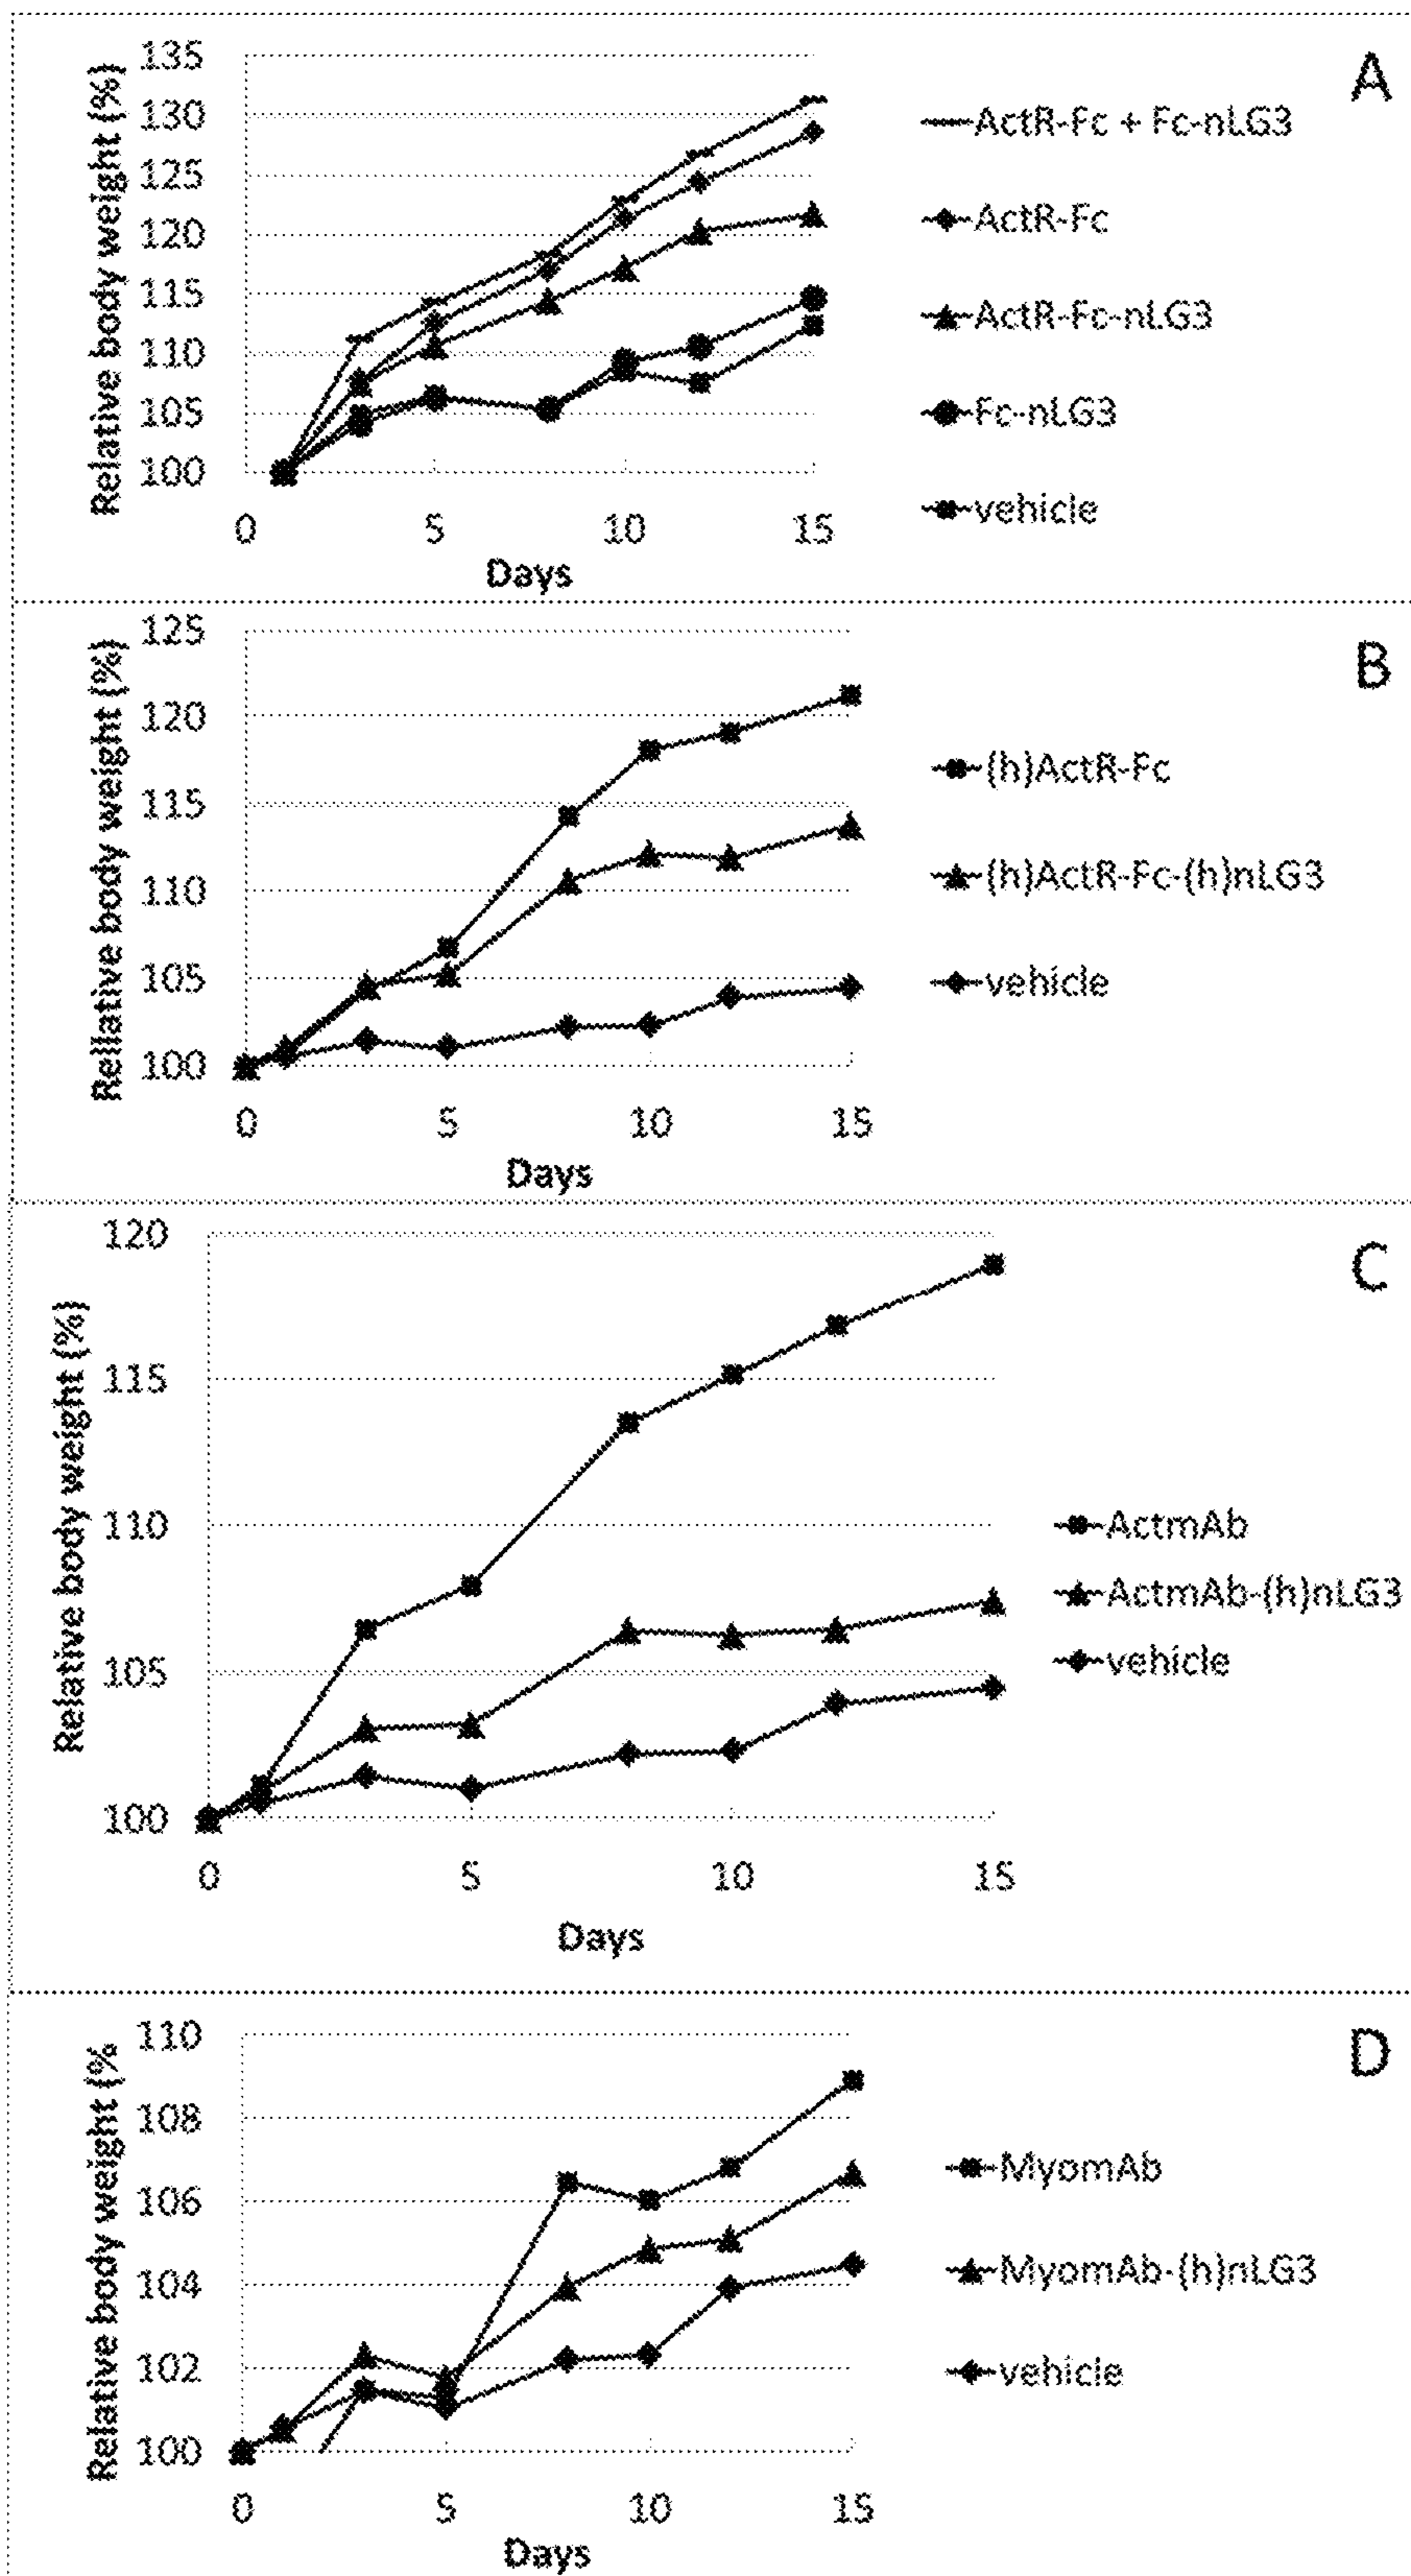 A
Relative body weight (%)
135
130
125
120
115
110
105
100
0
5
10
15
Days
ActR-Fc + Fc-nLG3
ActR-Fc
ActR-Fc-nLG3
Fc-nLG3
vehicle
B
Rellative body weight (%)
125
120
115
110
105
100
0
5
10
15
Days
(h)ActR-Fc
(h)ActR-Fc-(h)nLG3
vehicle
C
Relative body weight (%)
120
115
110
105
100
0
5
10
15
Days
ActmAb
ActmAb-(h)nLG3
vehicle
D
Relative body weight (%
110
108
106
104
102
100
0
5
10
15
Days
MyomAb
MyomAb-(h)nLG3
vehicle